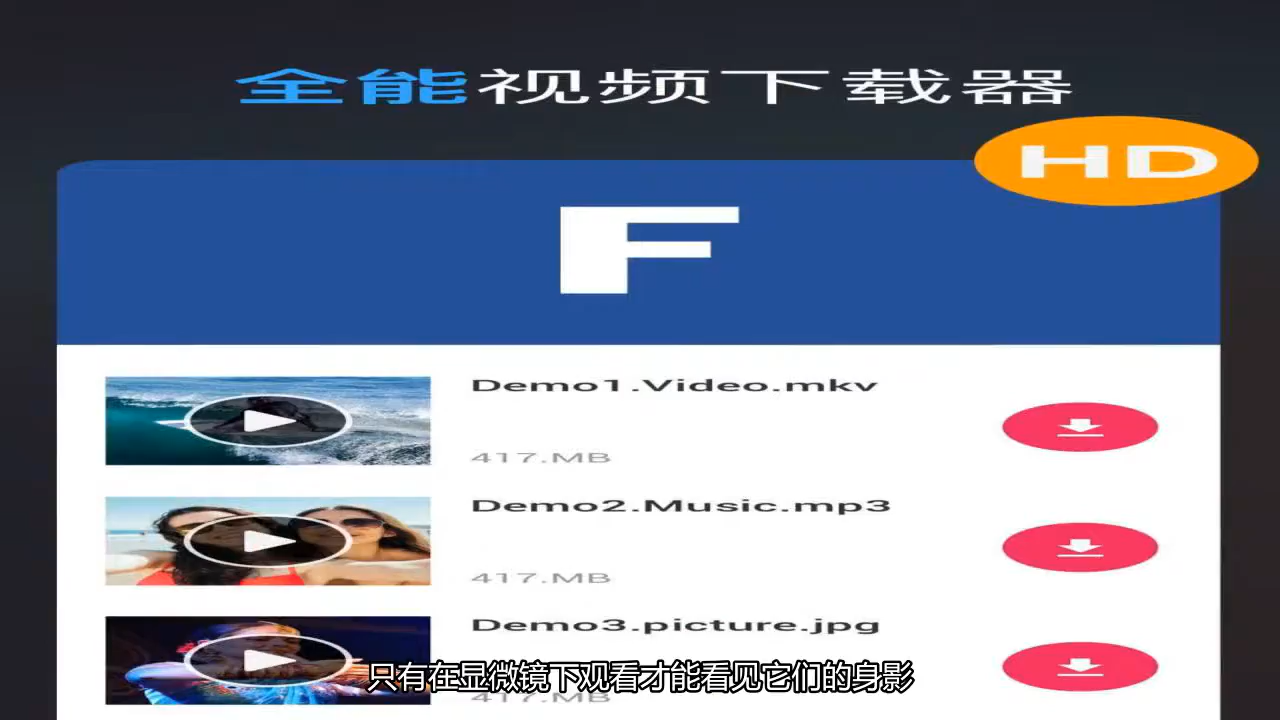 全能视频下载器
HD
F
Demo1.Video.mkv
417.MB
Demo2.Music.mp3
417.MB
Demo3.picture.jpg
417.MB
只有在显微镜下观看才能看见它们的身影